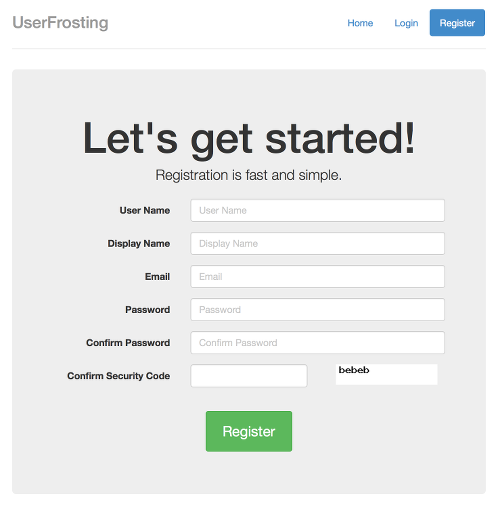 UserFrosting
Home Login Register
Let's get started!
Registration is fast and simple.
User Name User Name
Display Name Display Name
Email Email
Password Password
Confirm Password Confirm Password
Confirm Security Code bebeb
Register